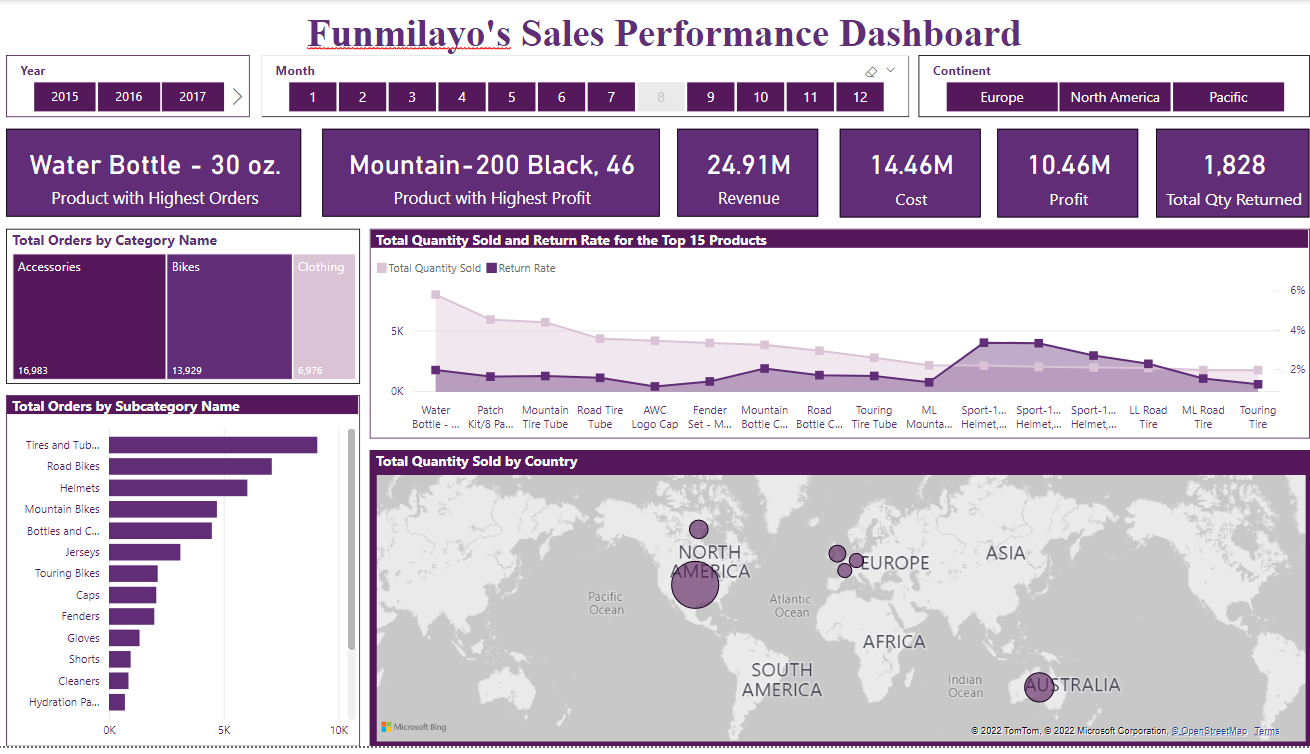 Funmilayo's Sales Performance Dashboard
Year
2015 2016 2017
Month
1 2 3 4 5 6 7 8 9 10 11 12
Continent
Europe North America Pacific
Water Bottle - 30 oz.
Product with Highest Orders
Mountain-200 Black, 46
Product with Highest Profit
24.91M
Revenue
14.46M
Cost
10.46M
Profit
1,828
Total Qty Returned
Total Orders by Category Name
Accessories
16,983
Bikes
13,929
Clothing
6,976
Total Quantity Sold and Return Rate for the Top 15 Products
Total Quantity Sold Return Rate
5K
0K
6%
4%
2%
Water Bottle - ...
Patch Kit/8 Pa...
Mountain Tire Tube
Road Tire Tube
AWC Logo Cap
Fender Set - M...
Mountain Bottle C...
Road Bottle C...
Touring Tire Tube
ML Mounta...
Sport-1... Helmet,...
Sport-1... Helmet,...
Sport-1... Helmet,...
LL Road Tire
ML Road Tire
Touring Tire
Total Orders by Subcategory Name
Tires and Tub...
Road Bikes
Helmets
Mountain Bikes
Bottles and C...
Jerseys
Touring Bikes
Caps
Fenders
Gloves
Shorts
Cleaners
Hydration Pa...
0K 5K 10K
Total Quantity Sold by Country
NORTH
AMERICA
EUROPE
ASIA
Pacific
Ocean
Atlantic
Ocean
AFRICA
SOUTH
AMERICA
Indian
Ocean
AUSTRALIA
Microsoft Bing
© 2022 TomTom, © 2022 Microsoft Corporation, © OpenStreetMap Terms